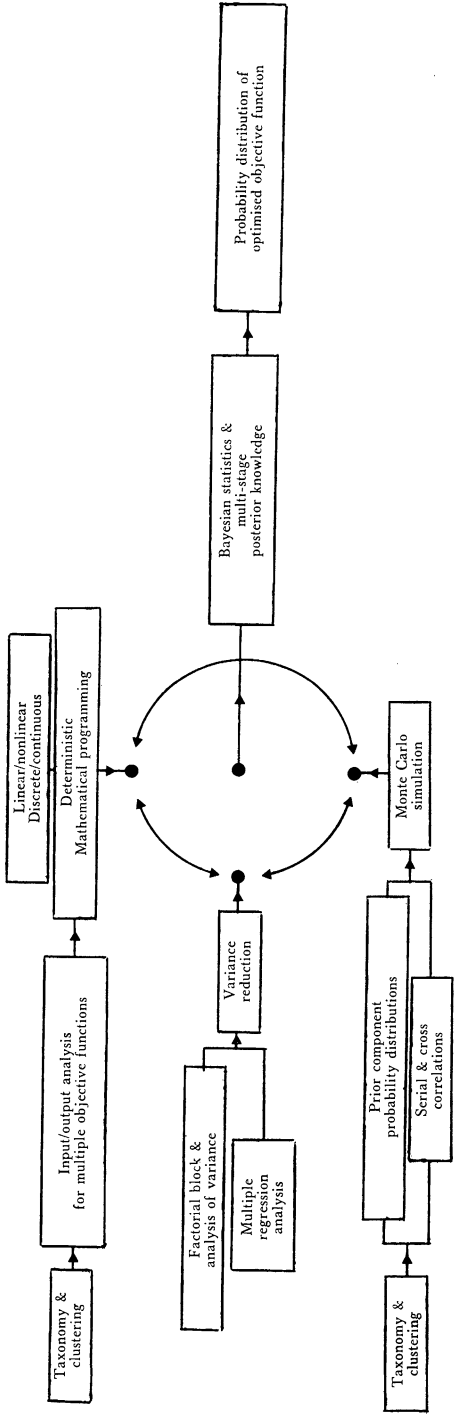 Taxonomy &
clustering
Input/output analysis
for multiple objective functions
Linear/nonlinear
Discrete/continuous
Deterministic
Mathematical programming
Factorial block &
analysis of variance
Multiple
regression
analysis
Variance
reduction
Taxonomy &
clustering
Prior component
probability distributions
Serial & cross
correlations
Monte Carlo
simulation
Bayesian statistics &
multi-stage
posterior knowledge
Probability distribution of
optimised objective function